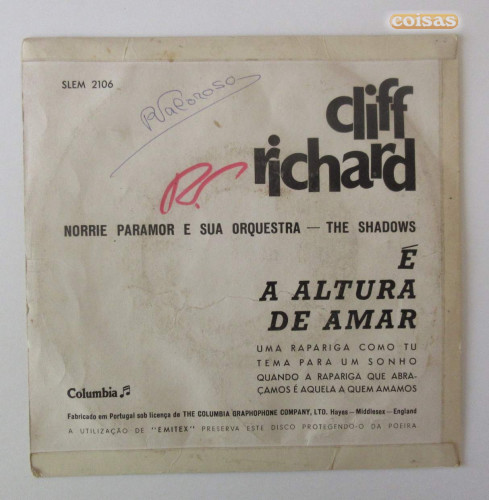 coisas
SLEM 2106
cliff
richard
NORRIE PARAMOR E SUA ORQUESTRA — THE SHADOWS
É
A ALTURA
DE AMAR
UMA RAPARIGA COMO TU
TEMA PARA UM SONHO
QUANDO A RAPARIGA QUE ABRA-
ÇAMOS É AQUELA A QUEM AMAMOS
Columbia
Fabricado em Portugal sob licença de THE COLUMBIA GRAPHOPHONE COMPANY, LTD. Hayes – Middlesex – England
A UTILIZAÇÃO DE "EMITEX" PRESERVA ESTE DISCO PROTEGENDO-O DA POEIRA